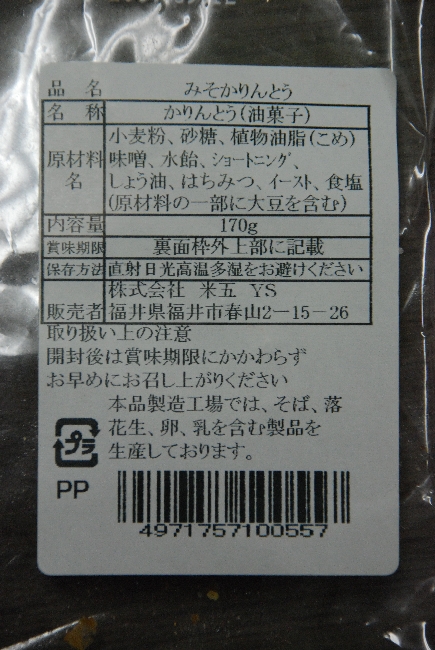 品名 みそかりんとう
名称 かりんとう(油菓子)
原材料名 小麦粉、砂糖、植物油脂(こめ)
味噌、水飴、ショートニング、
しょう油、はちみつ、イースト、食塩
(原材料の一部に大豆を含む)
内容量 170g
賞味期限 裏面枠外上部に記載
保存方法 直射日光高温多湿をお避けください
販売者 株式会社 米五 YS
福井県福井市春山2-15-26
取り扱い上の注意
開封後は賞味期限にかかわらず
お早めにお召し上がりください
本品製造工場では、そば、落
花生、卵、乳を含む製品を
生産しております。
プラ
PP
4971757100557